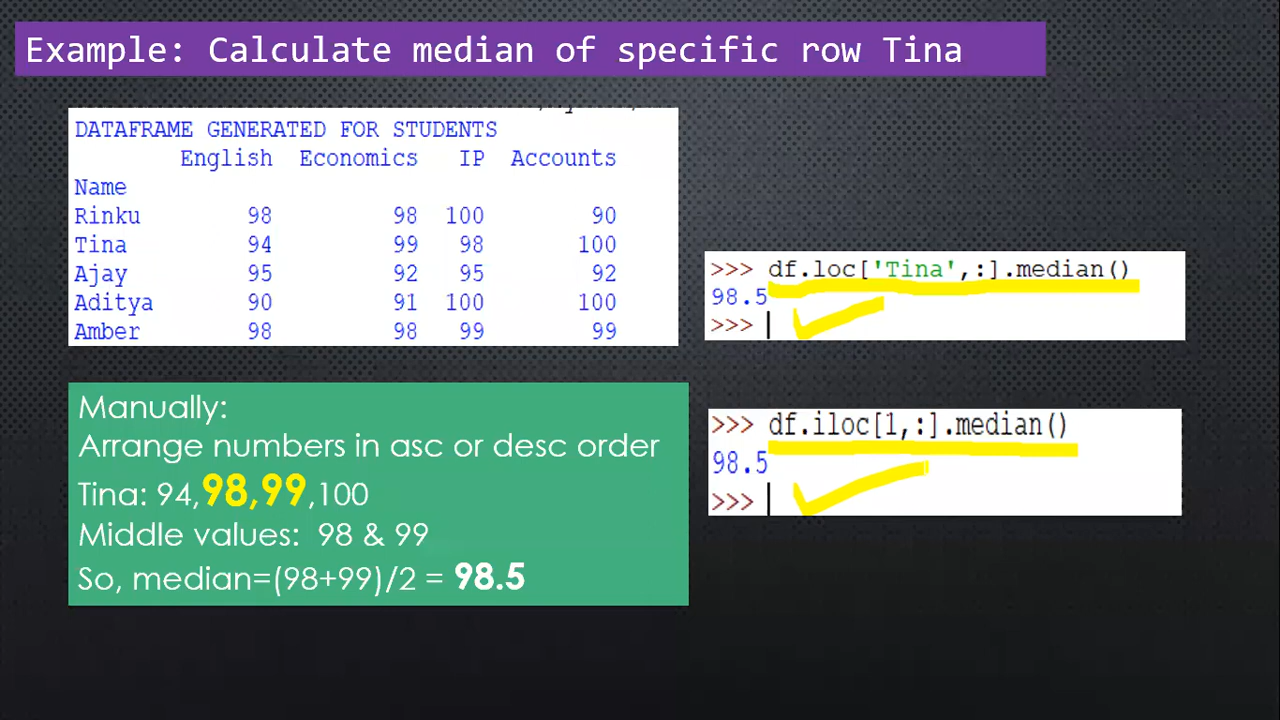 Example: Calculate median of specific row Tina
DATAFRAME GENERATED FOR STUDENTS
English Economics IP Accounts
Name
Rinku 98 98 100 90
Tina 94 99 98 100
Ajay 95 92 95 92
Aditya 90 91 100 100
Amber 98 98 99 99
>>> df.loc['Tina',:].median()
98.5
>>>
Manually:
Arrange numbers in asc or desc order
Tina: 94,98,99,100
Middle values: 98 & 99
So, median=(98+99)/2 = 98.5
>>> df.iloc[1,:].median()
98.5
>>>